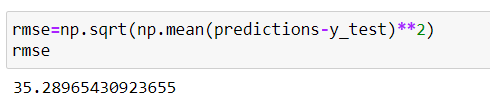 rmse=np.sqrt(np.mean(predictions-y_test)**2)
rmse
35.28965430923655